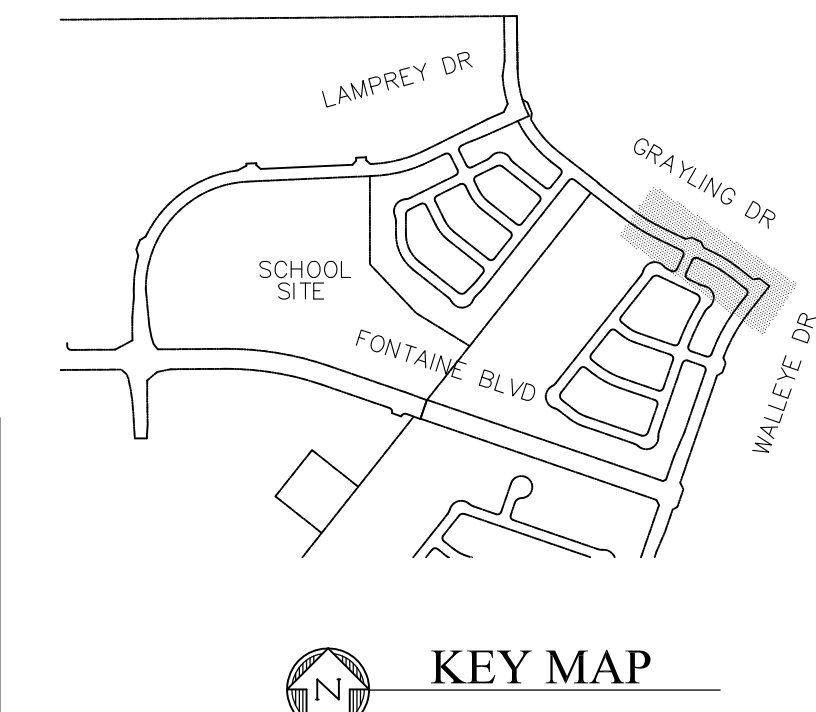 LAMPREY DR
GRAYLING DR
SCHOOL
SITE
FONTAINE BLVD
WALLEYE DR
N
KEY MAP